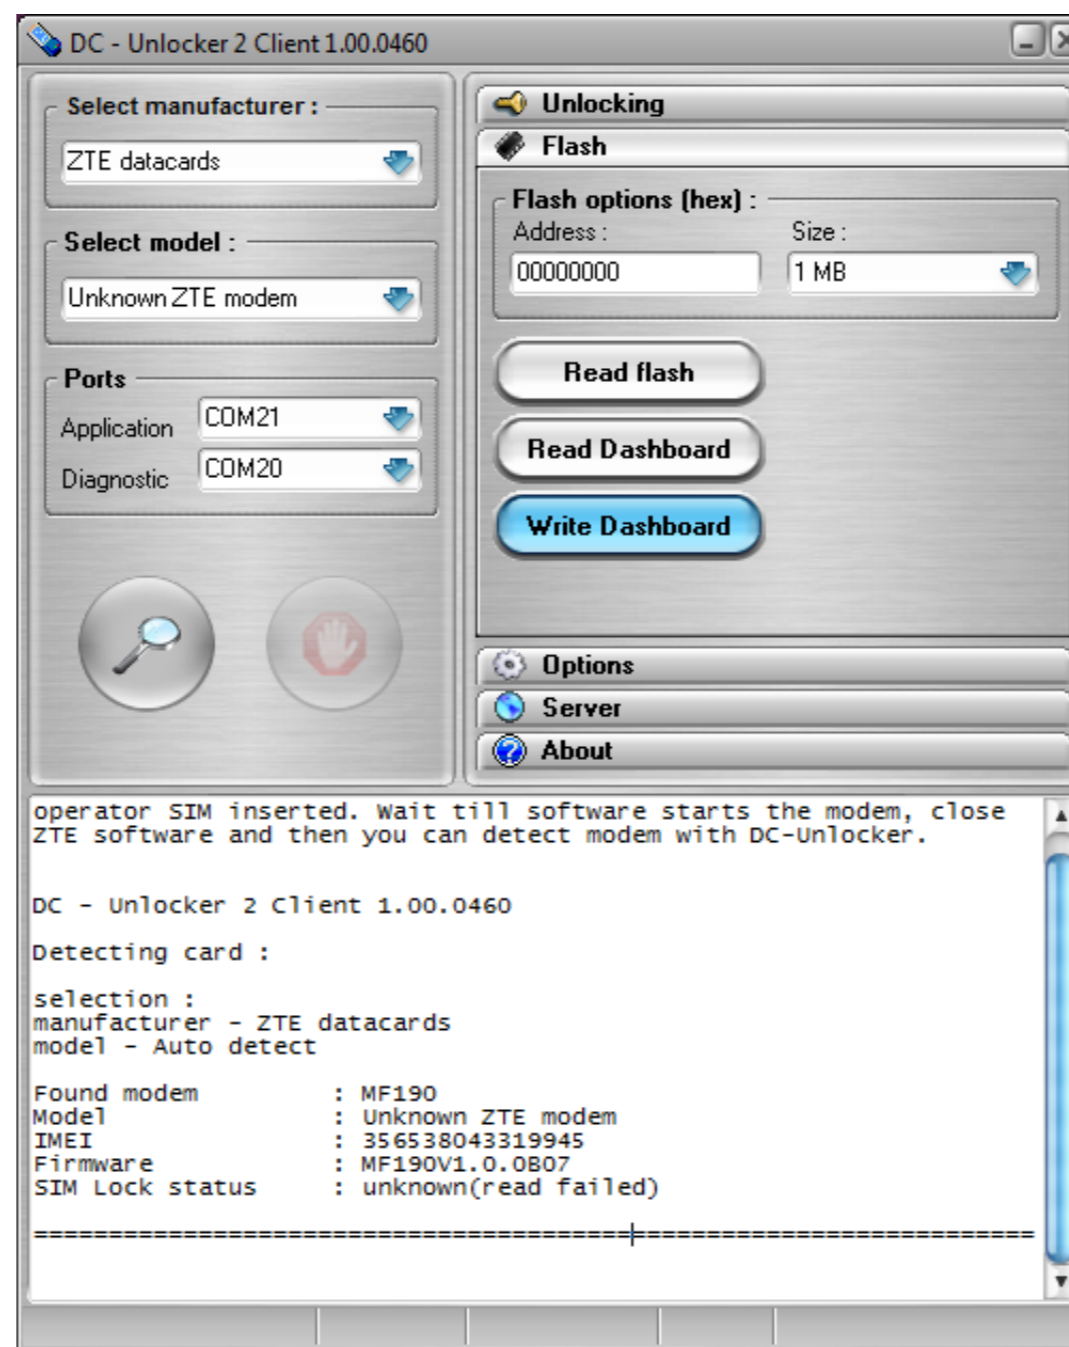 DC - Unlocker 2 Client 1.00.0460
Select manufacturer :
ZTE datacards
Select model :
Unknown ZTE modem
Ports
Application COM21
Diagnostic COM20
Unlocking
Flash
Flash options (hex) :
Address : Size :
00000000 1 MB
Read flash
Read Dashboard
Write Dashboard
Options
Server
About
operator SIM inserted. Wait till software starts the modem, close
ZTE software and then you can detect modem with DC-Unlocker.
DC - Unlocker 2 Client 1.00.0460
Detecting card :
selection :
manufacturer - ZTE datacards
model - Auto detect
Found modem : MF190
Model : Unknown ZTE modem
IMEI : 356538043319945
Firmware : MF190V1.0.0B07
SIM Lock status : unknown(read failed)
===================================================================